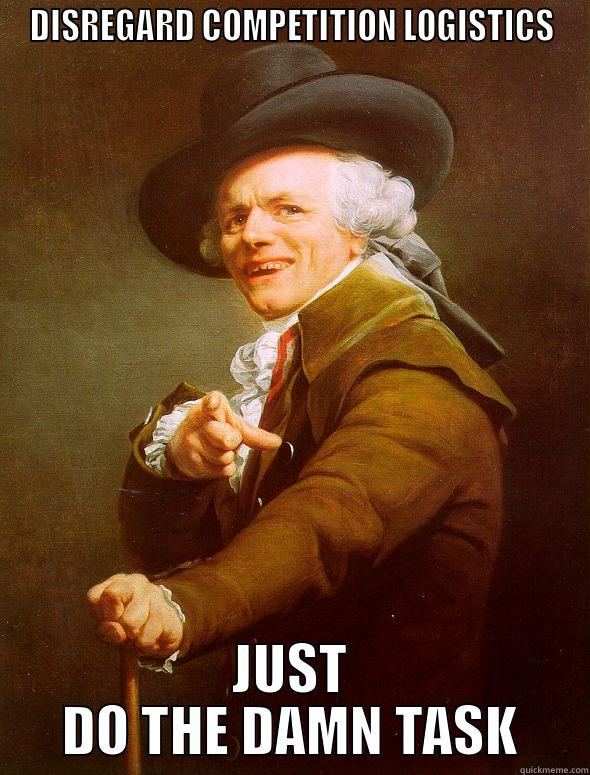 DISREGARD COMPETITION LOGISTICS
JUST
DO THE DAMN TASK
quickmeme.com